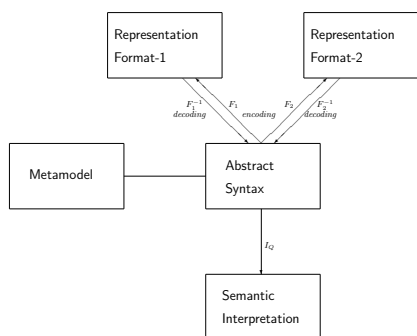 Representation
Format-1
Representation
Format-2
F₁⁻¹
decoding
F₁
encoding
F₂
F₂⁻¹
decoding
Metamodel
Abstract
Syntax
I_Q
Semantic
Interpretation